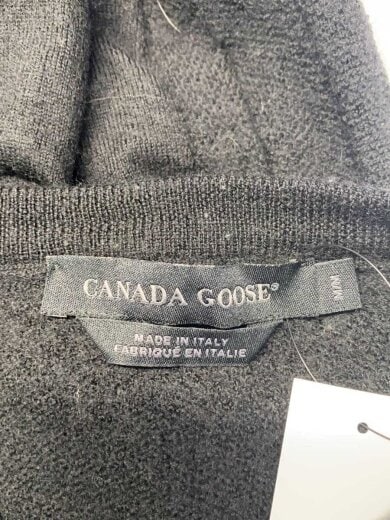 CANADA GOOSE®
M/M
MADE IN ITALY
FABRIQUÉ EN ITALIE